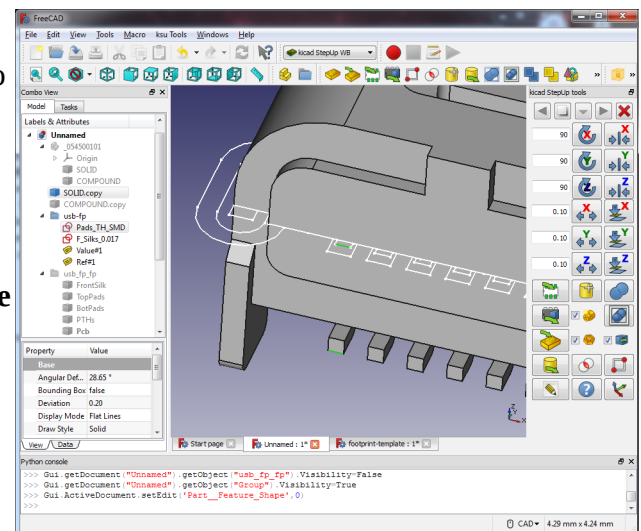 FreeCAD
File Edit View Tools Macro ksu Tools Windows Help
kicad StepUp WB
o
Combo View
kicad StepUp tools
Model Tasks
Labels & Attributes
Unnamed
_054500101
Origin
SOLID
COMPOUND
SOLID.copy
COMPOUND.copy
usb-fp
Pads_TH_SMD
F_Silks_0.017
Value#1
Ref#1
usb_fp_fp
FrontSilk
TopPads
BotPads
PTHs
Pcb
e
90 X X
90 Y Y
90 Z Z
0.10 X X
0.10 Y Y
0.10 Z Z
Property Value
Base
Angular Def... 28.65 °
Bounding Box false
Deviation 0.20
Display Mode Flat Lines
Draw Style Solid
View Data
Start page
Unnamed : 1*
footprint-template : 1*
Python console
>>> Gui.getDocument("Unnamed").getObject("usb_fp_fp").Visibility=False
>>> Gui.getDocument("Unnamed").getObject("Group").Visibility=True
>>> Gui.ActiveDocument.setEdit('Part__Feature_Shape',0)
>>>
CAD 4.29 mm x4.24 mm